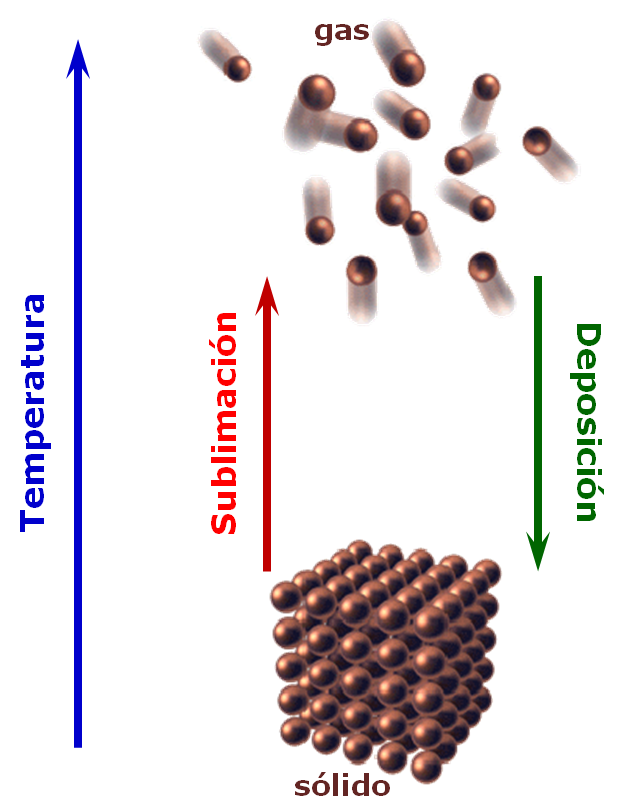 gas
Temperatura
Sublimación
Deposición
sólido